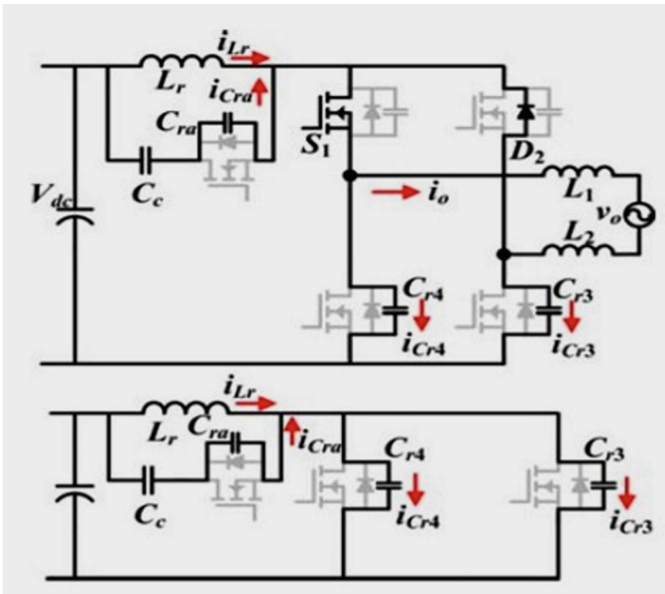 iLr
Lr
iCra
Cra
S1
D2
Cc
Vdc
io
L1
vo
L2
Cr4
Cr3
iCr4
iCr3
iLr
Lr
Cra
iCra
Cr4
Cr3
Cc
iCr4
iCr3